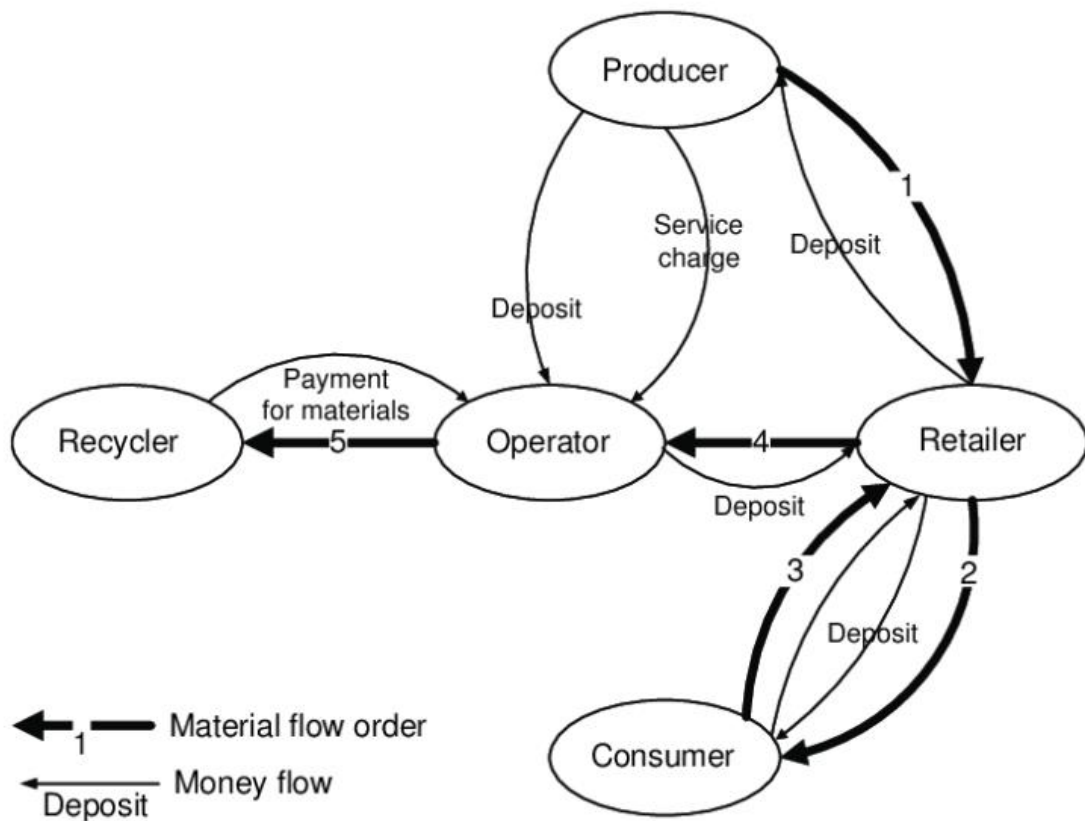 Producer
1
Service
charge
Deposit
Deposit
Payment
for materials
Recycler
5
Operator
4
Retailer
Deposit
3
2
Deposit
Consumer
1
Material flow order
Money flow
Deposit